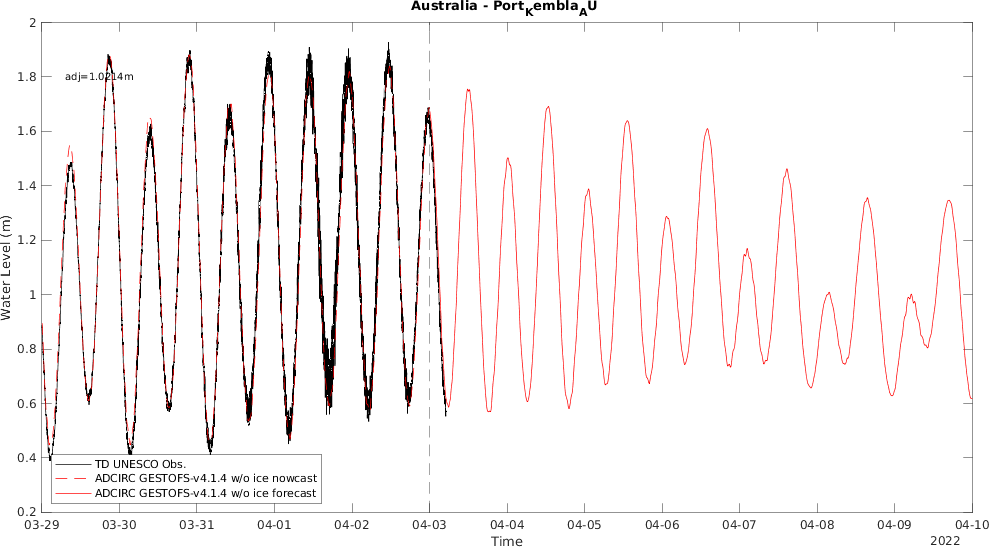 Australia - PortKemblaAU
2
1.8
1.6
1.4
1.2
1
0.8
0.6
0.4
0.2
Water Level (m)
adj=1.0214m
TD UNESCO Obs.
ADCIRC GESTOFS-v4.1.4 w/o ice nowcast
ADCIRC GESTOFS-v4.1.4 w/o ice forecast
03-29 03-30 03-31 04-01 04-02 04-03 04-04 04-05 04-06 04-07 04-08 04-09 04-10
Time
2022